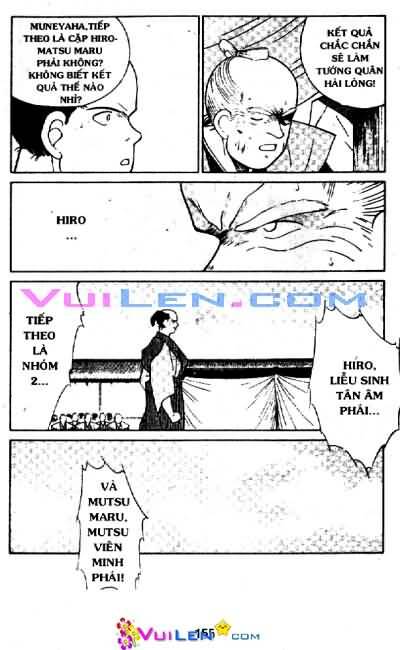 MUNEYAHA,TIẾP
THEO LÀ CẶP HIRO-
MATSU MARU
PHẢI KHÔNG?
KHÔNG BIẾT KẾT
QUẢ THẾ NÀO
NHỈ?
KẾT QUẢ
CHẮC CHẮN
SẼ LÀM
TƯỚNG QUÂN
HÀI LÒNG!
HIRO
...
VUILEN.COM
TIẾP
THEO
LÀ
NHÓM
2...
HIRO,
LIỄU SINH
TÂN ÂM
PHÁI...
VÀ
MUTSU
MARU,
MUTSU
VIÊN
MINH
PHÁI!
VUILEN.COM
155